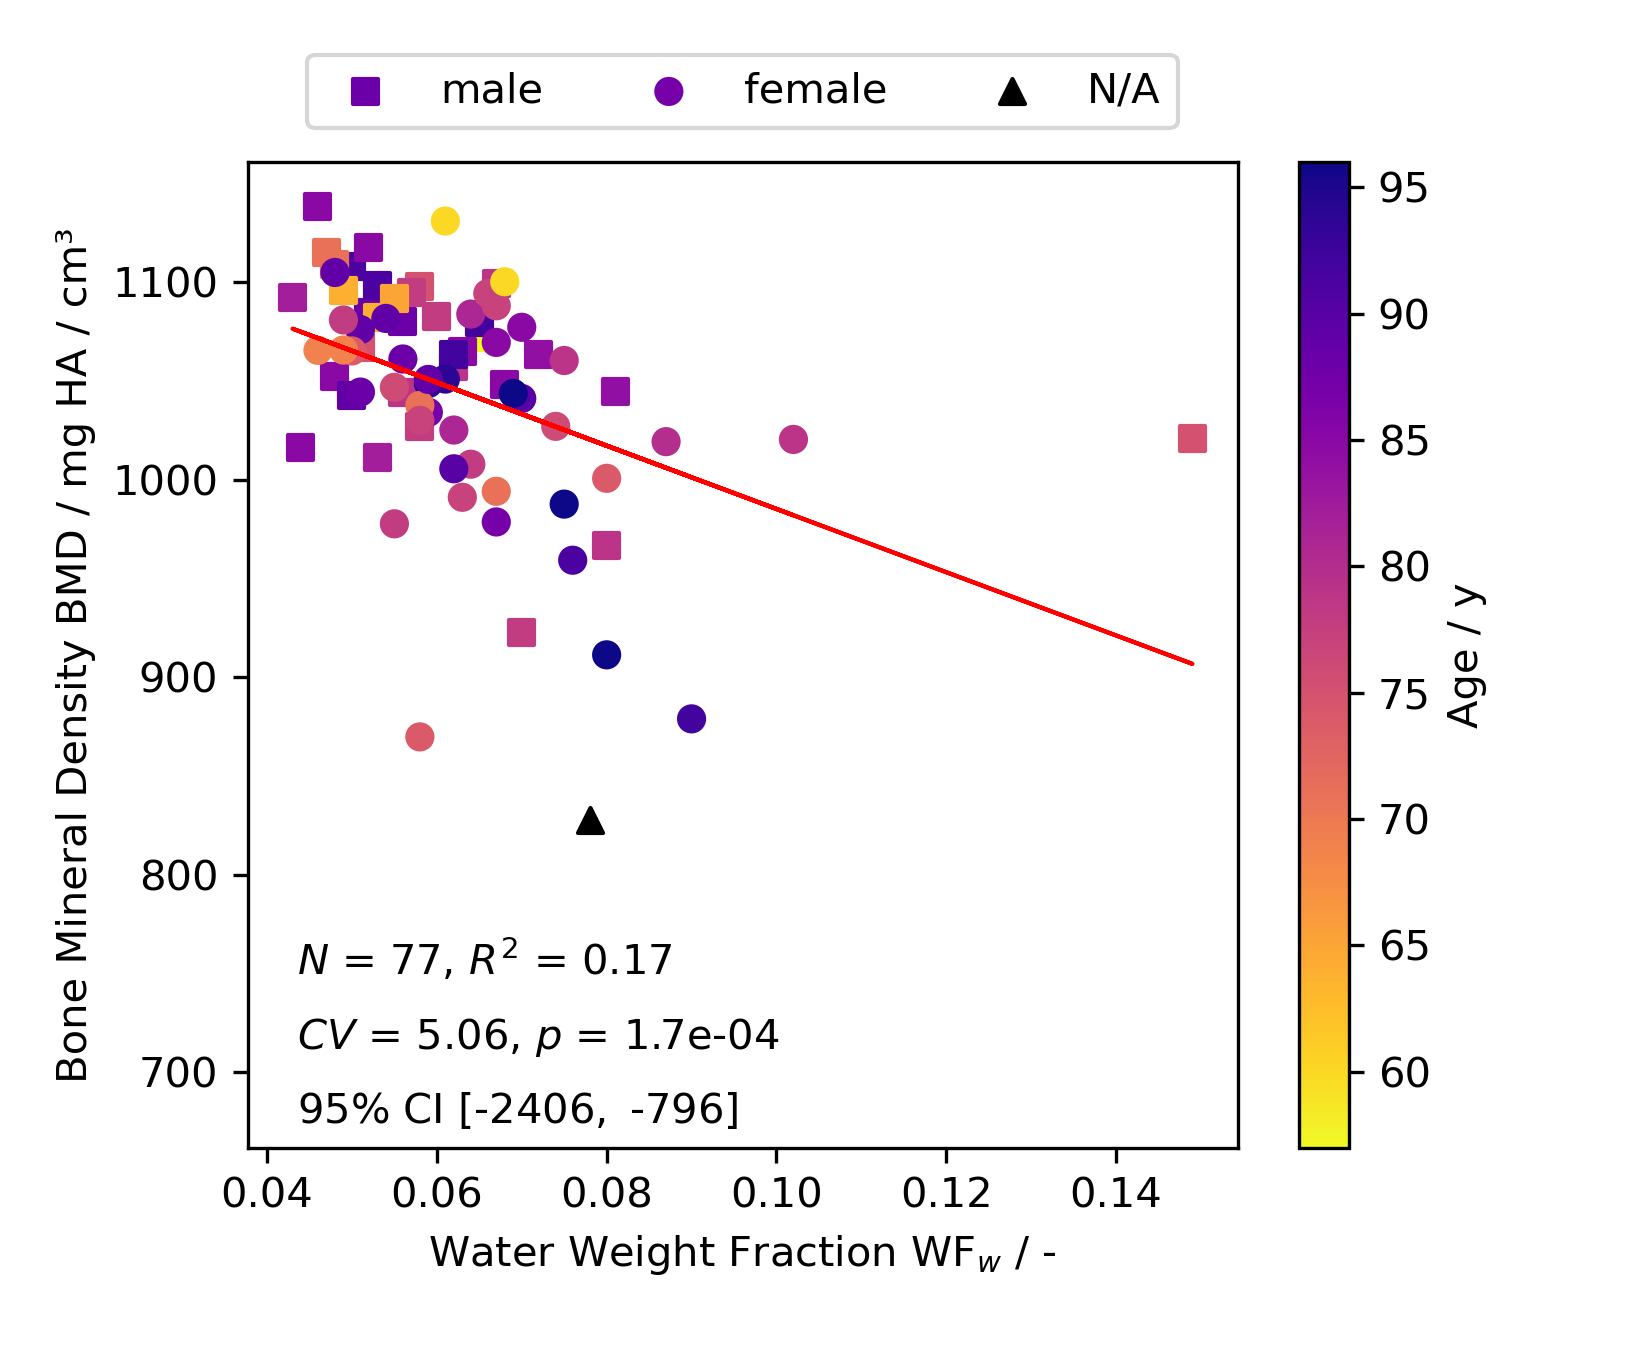 male female N/A
Bone Mineral Density BMD / mg HA / cm³
1100
1000
900
800
700
N = 77, R² = 0.17
CV = 5.06, p = 1.7e-04
95% CI [-2406, -796]
0.04 0.06 0.08 0.10 0.12 0.14
Water Weight Fraction WF_w / -
95
90
85
80
75
70
65
60
Age / y